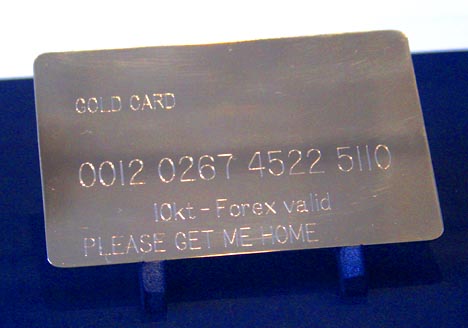 GOLD CARD
0012 0267 4522 5110
10kt - Forex valid
PLEASE GET ME HOME